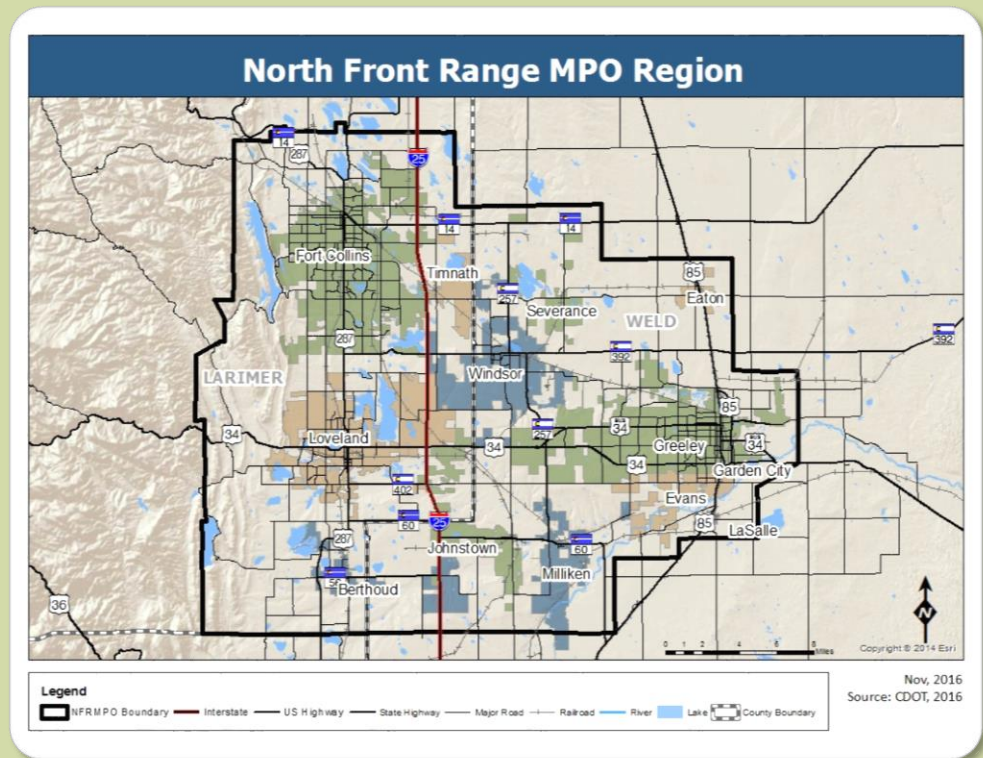 North Front Range MPO Region
14
287
25
14
14
Fort Collins
Timnath
85
257
Eaton
Severance
WELD
287
392
392
LARIMER
Windsor
85
34
Loveland
257
34
34
34
Greeley
34
Garden City
402
Evans
60
25
85
LaSalle
287
Johnstown
60
56
Milliken
Berthoud
36
N
0 1 2 4 6 8
Miles
Copyright © 2014 Esri
Legend
NFRMPO Boundary Interstate US Highway State Highway Major Road Railroad River Lake County Boundary
Nov, 2016
Source: CDOT, 2016